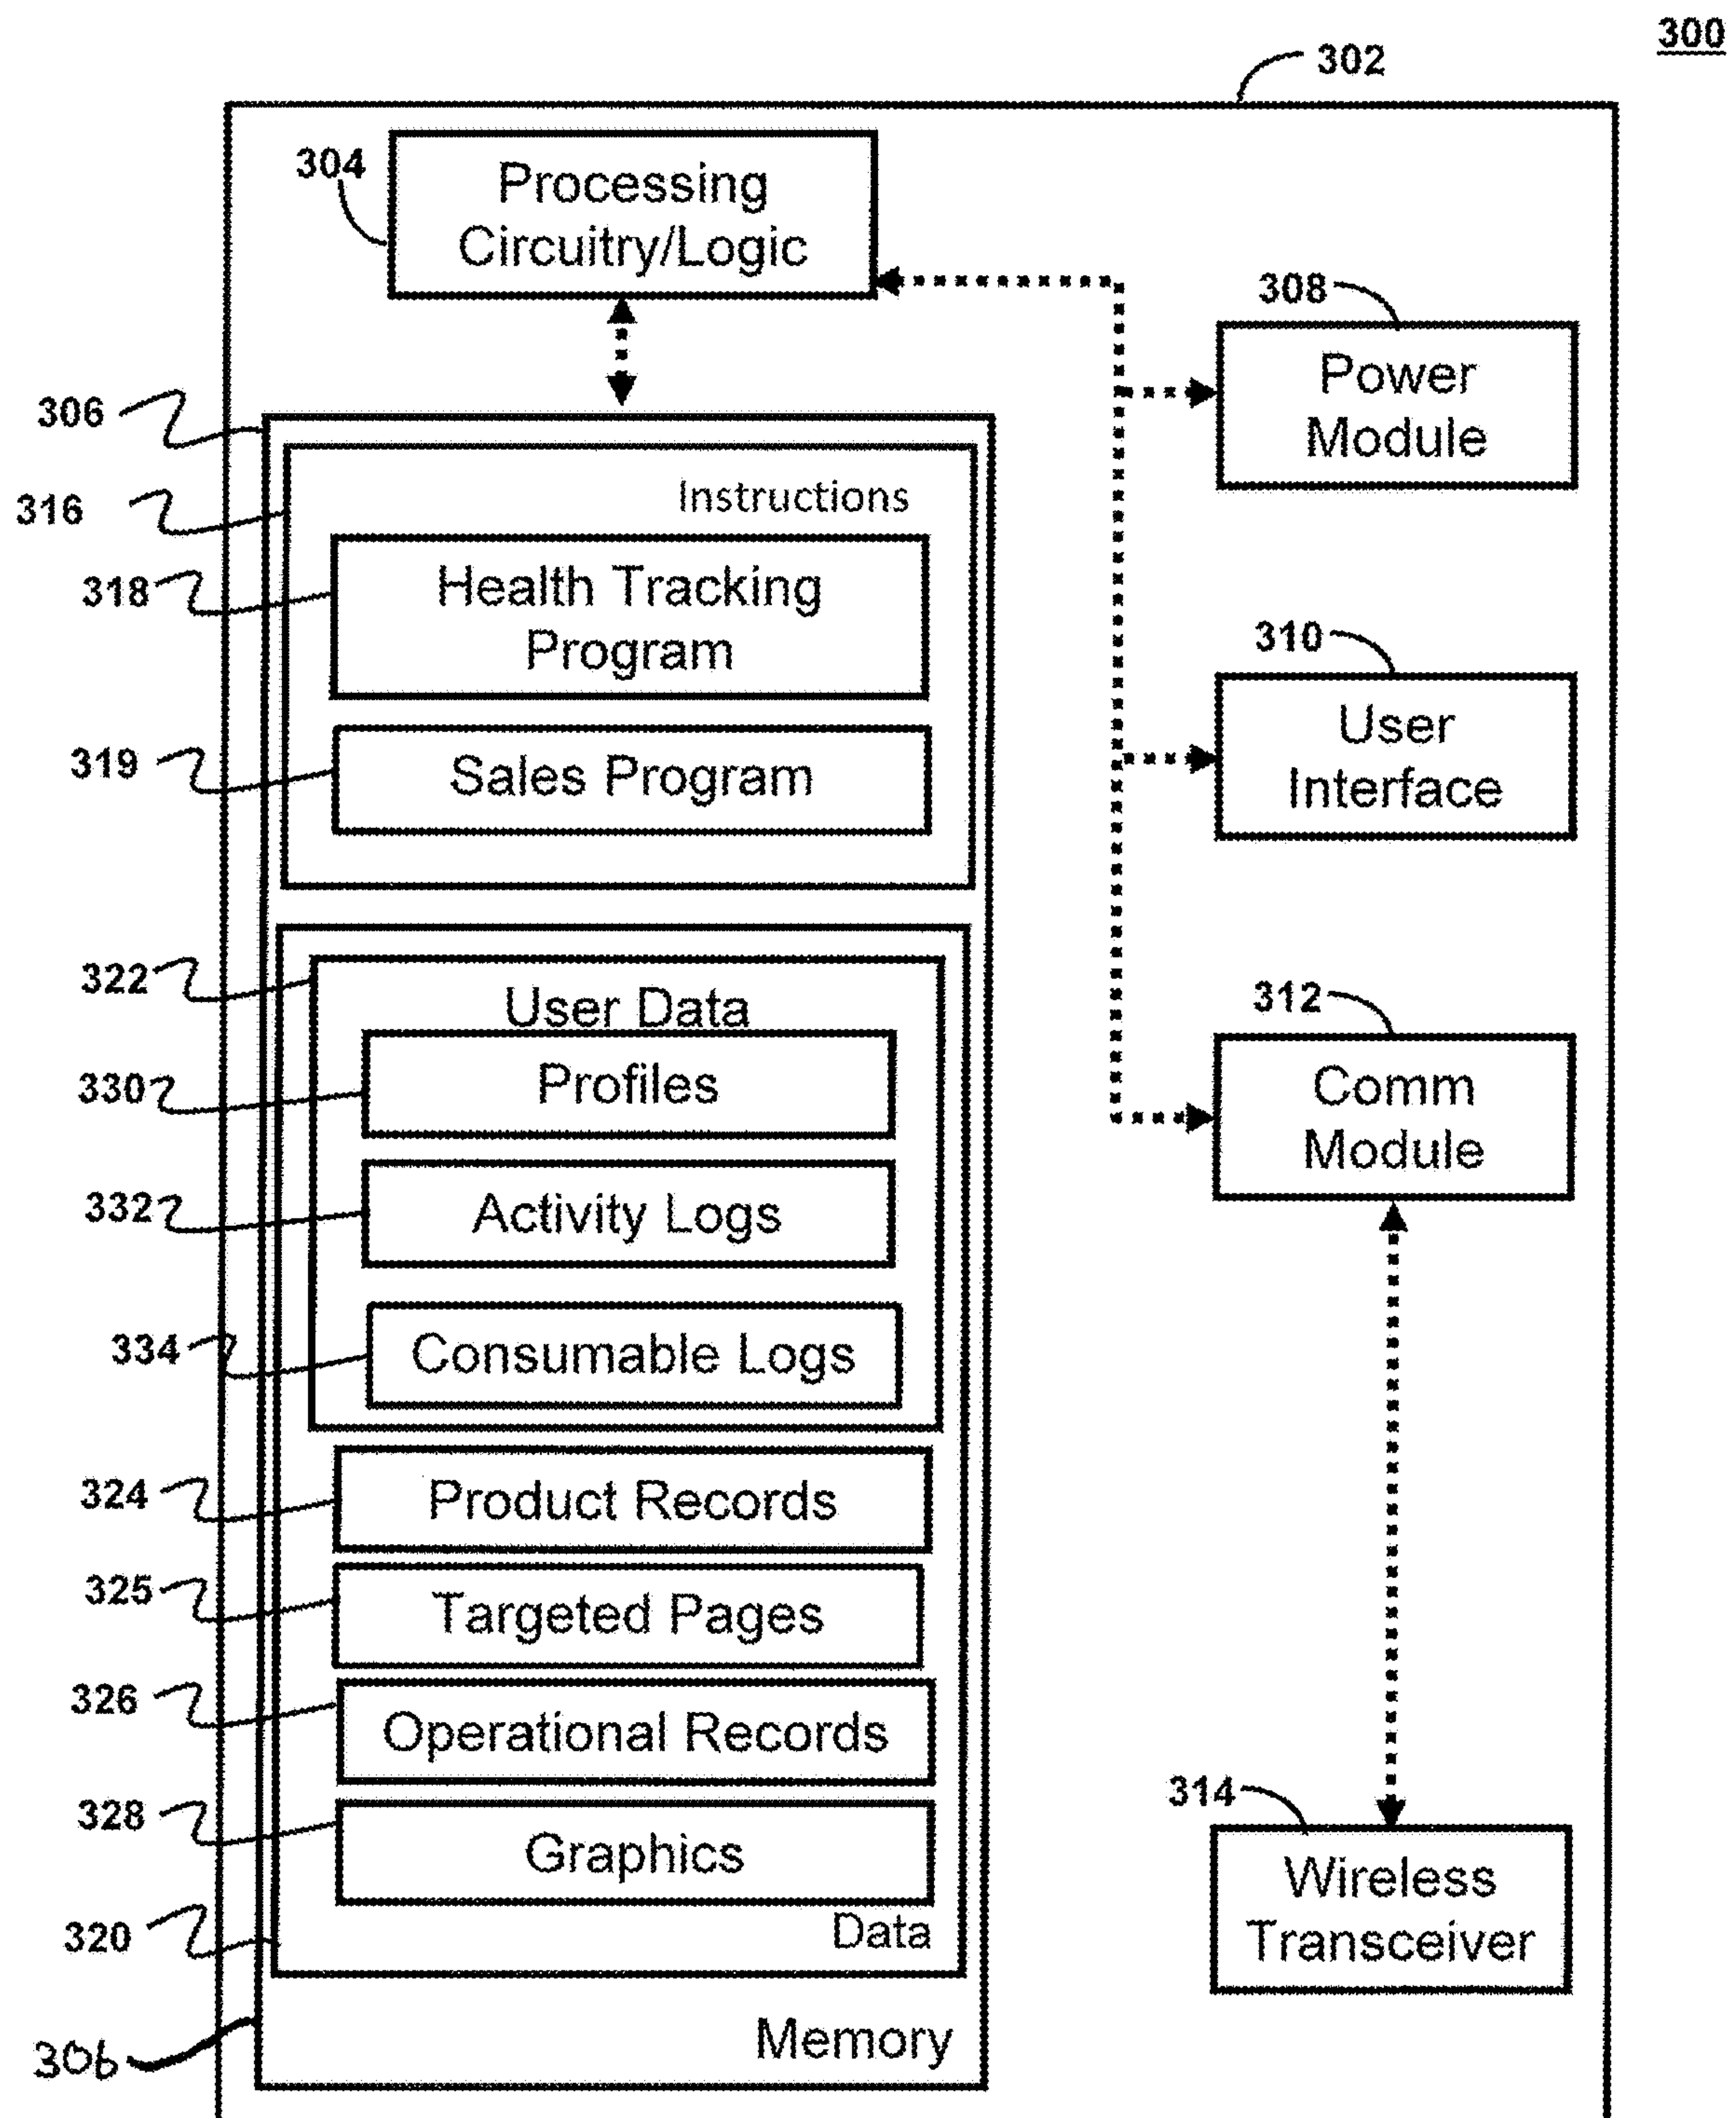 300
302
304
Processing
Circuitry/Logic
308
Power
Module
306
316
Instructions
318
Health Tracking
Program
310
User
Interface
319
Sales Program
322
User Data
312
Comm
Module
330
Profiles
332
Activity Logs
334
Consumable Logs
324
Product Records
325
Targeted Pages
326
Operational Records
314
Wireless
Transceiver
328
Graphics
320
Data
306
Memory